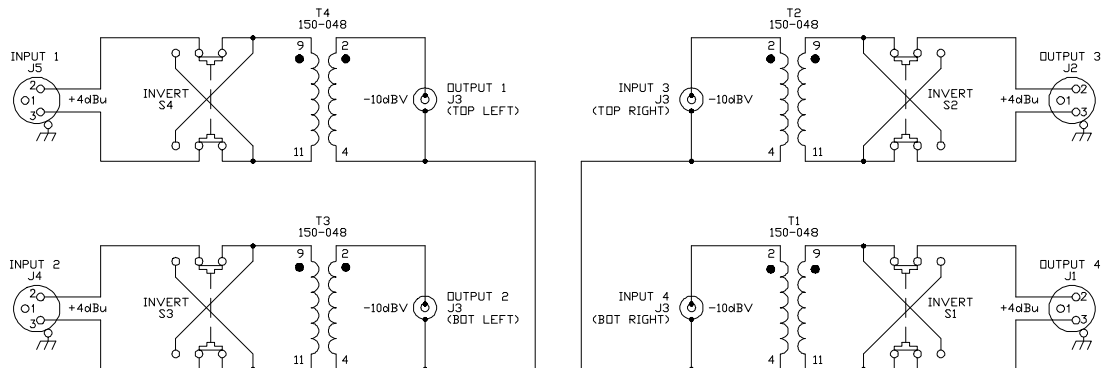 T4
150-048
INPUT 1
J5
2
1
3
+4dBu
INVERT
S4
9
2
11
4
-10dBV
OUTPUT 1
J3
(TOP LEFT)
T2
150-048
INPUT 3
J3
(TOP RIGHT)
-10dBV
2
9
4
11
INVERT
S2
+4dBu
OUTPUT 3
J2
2
1
3
T3
150-048
INPUT 2
J4
2
1
3
+4dBu
INVERT
S3
9
2
11
4
-10dBV
OUTPUT 2
J3
(BOT LEFT)
T1
150-048
INPUT 4
J3
(BOT RIGHT)
-10dBV
2
9
4
11
INVERT
S1
+4dBu
OUTPUT 4
J1
2
1
3